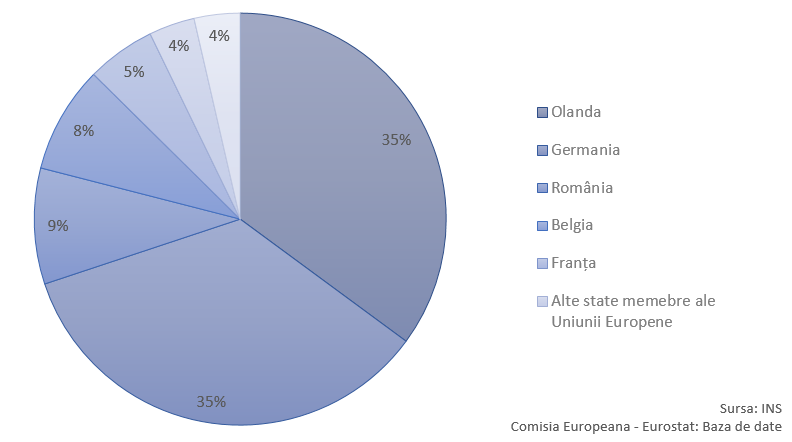 4%
4%
5%
35%
8%
9%
35%
Olanda
Germania
România
Belgia
Franța
Alte state memebre ale
Uniunii Europene
Sursa: INS
Comisia Europeana - Eurostat: Baza de date